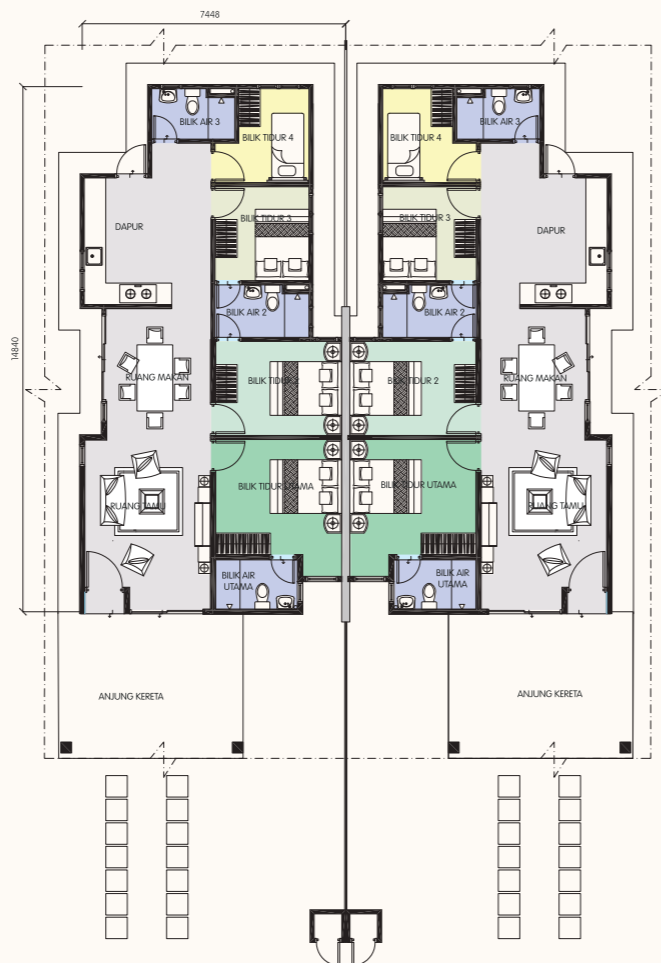 7448
14840
BILIK AIR 3
BILIK TIDUR 4
BILIK TIDUR 3
DAPUR
BILIK AIR 2
BILIK TIDUR 2
RUANG MAKAN
BILIK TIDUR UTAMA
RUANG TAMU
BILIK AIR
UTAMA
ANJUNG KERETA
BILIK TIDUR 4
BILIK AIR 3
BILIK TIDUR 3
DAPUR
BILIK AIR 2
BILIK TIDUR 2
RUANG MAKAN
BILIK TIDUR UTAMA
RUANG TAMU
BILIK AIR
UTAMA
ANJUNG KERETA